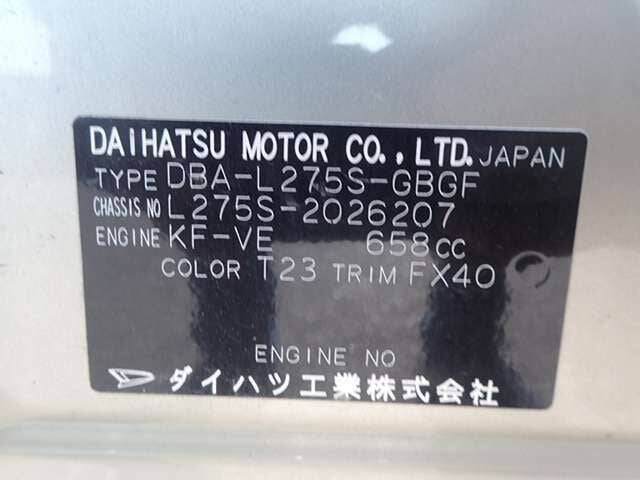 DAIHATSU MOTOR CO., LTD. JAPAN
TYPE DBA-L275S-GBGF
CHASSIS NO L275S-2026207
ENGINE KF-VE 658CC
COLOR T23 TRIM FX40
ENGINE NO
ダイハツ工業株式会社